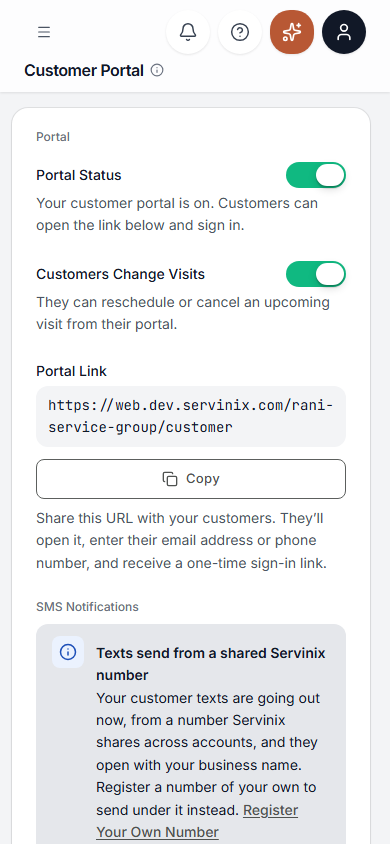 Customer Portal
Portal
Portal Status
Your customer portal is on. Customers can
open the link below and sign in.
Customers Change Visits
They can reschedule or cancel an upcoming
visit from their portal.
Portal Link
https://web.dev.servinix.com/rani-
service-group/customer
Copy
Share this URL with your customers. They’ll
open it, enter their email address or phone
number, and receive a one-time sign-in link.
SMS Notifications
Texts send from a shared Servinix
number
Your customer texts are going out
now, from a number Servinix
shares across accounts, and they
open with your business name.
Register a number of your own to
send under it instead. Register
Your Own Number